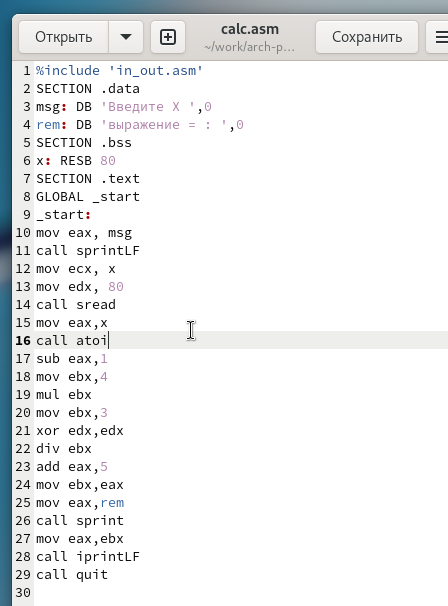 Открыть
calc.asm
~/work/arch-p...
Сохранить
1 %include 'in_out.asm'
2 SECTION .data
3 msg: DB 'Введите X ',0
4 rem: DB 'выражение = : ',0
5 SECTION .bss
6 x: RESB 80
7 SECTION .text
8 GLOBAL _start
9 _start:
10 mov eax, msg
11 call sprintLF
12 mov ecx, x
13 mov edx, 80
14 call sread
15 mov eax,x
16 call atoi
17 sub eax,1
18 mov ebx,4
19 mul ebx
20 mov ebx,3
21 xor edx,edx
22 div ebx
23 add eax,5
24 mov ebx,eax
25 mov eax,rem
26 call sprint
27 mov eax,ebx
28 call iprintLF
29 call quit
30